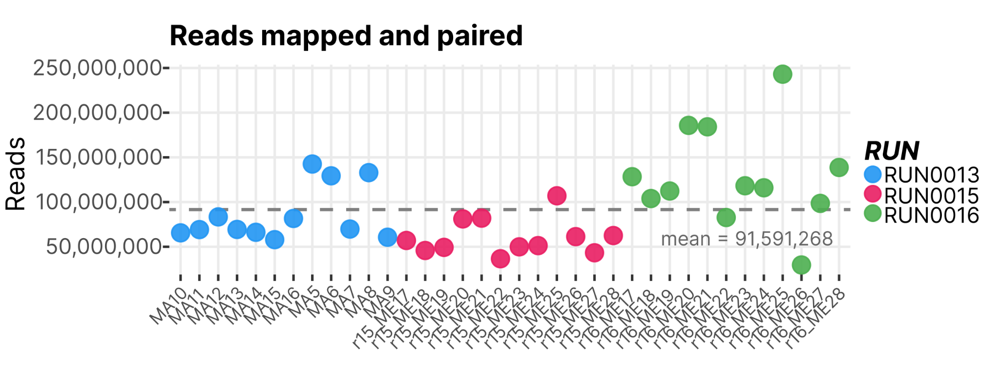 Reads mapped and paired
Reads
250,000,000
200,000,000
150,000,000
100,000,000
50,000,000
mean = 91,591,268
MA10
MA11
MA12
MA13
MA14
MA15
MA16
MA5
MA6
MA7
MA8
MA9
r15_ME17
r15_ME18
r15_ME19
r15_ME20
r15_ME21
r15_ME22
r15_ME23
r15_ME24
r15_ME25
r15_ME26
r15_ME27
r15_ME28
r16_ME17
r16_ME18
r16_ME19
r16_ME20
r16_ME21
r16_ME22
r16_ME23
r16_ME24
r16_ME25
r16_ME26
r16_ME27
r16_ME28
RUN
RUN0013
RUN0015
RUN0016